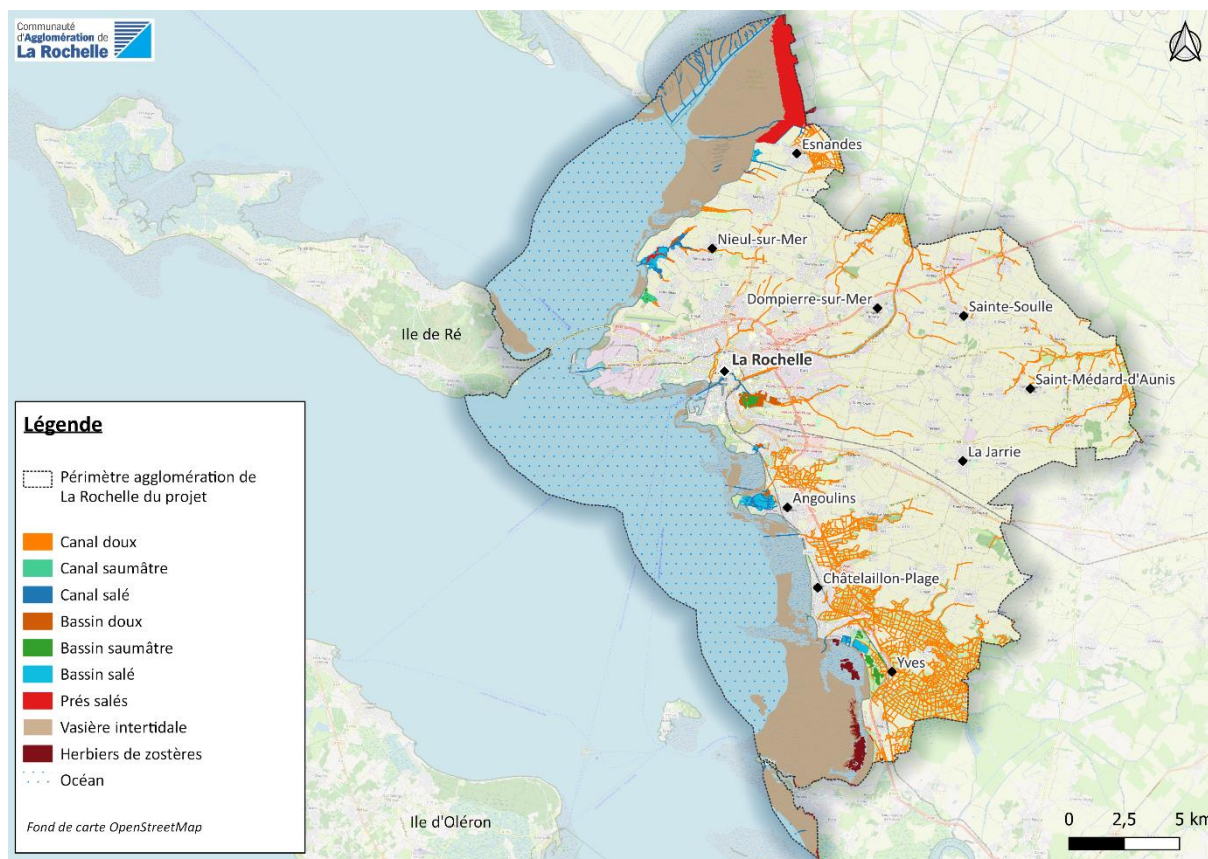 Communauté
d'Agglomération de
La Rochelle
Esnandes
Nieul-sur-Mer
Dompierre-sur-Mer
Sainte-Soulle
Ile de Ré
La Rochelle
Saint-Médard-d'Aunis
La Jarrie
Angoulins
Châtelaillon-Plage
Yves
Ile d'Oléron
Légende
Périmètre agglomération de
La Rochelle du projet
Canal doux
Canal saumâtre
Canal salé
Bassin doux
Bassin saumâtre
Bassin salé
Prés salés
Vasière intertidale
Herbiers de zostères
Océan
Fond de carte OpenStreetMap
0 2,5 5 km